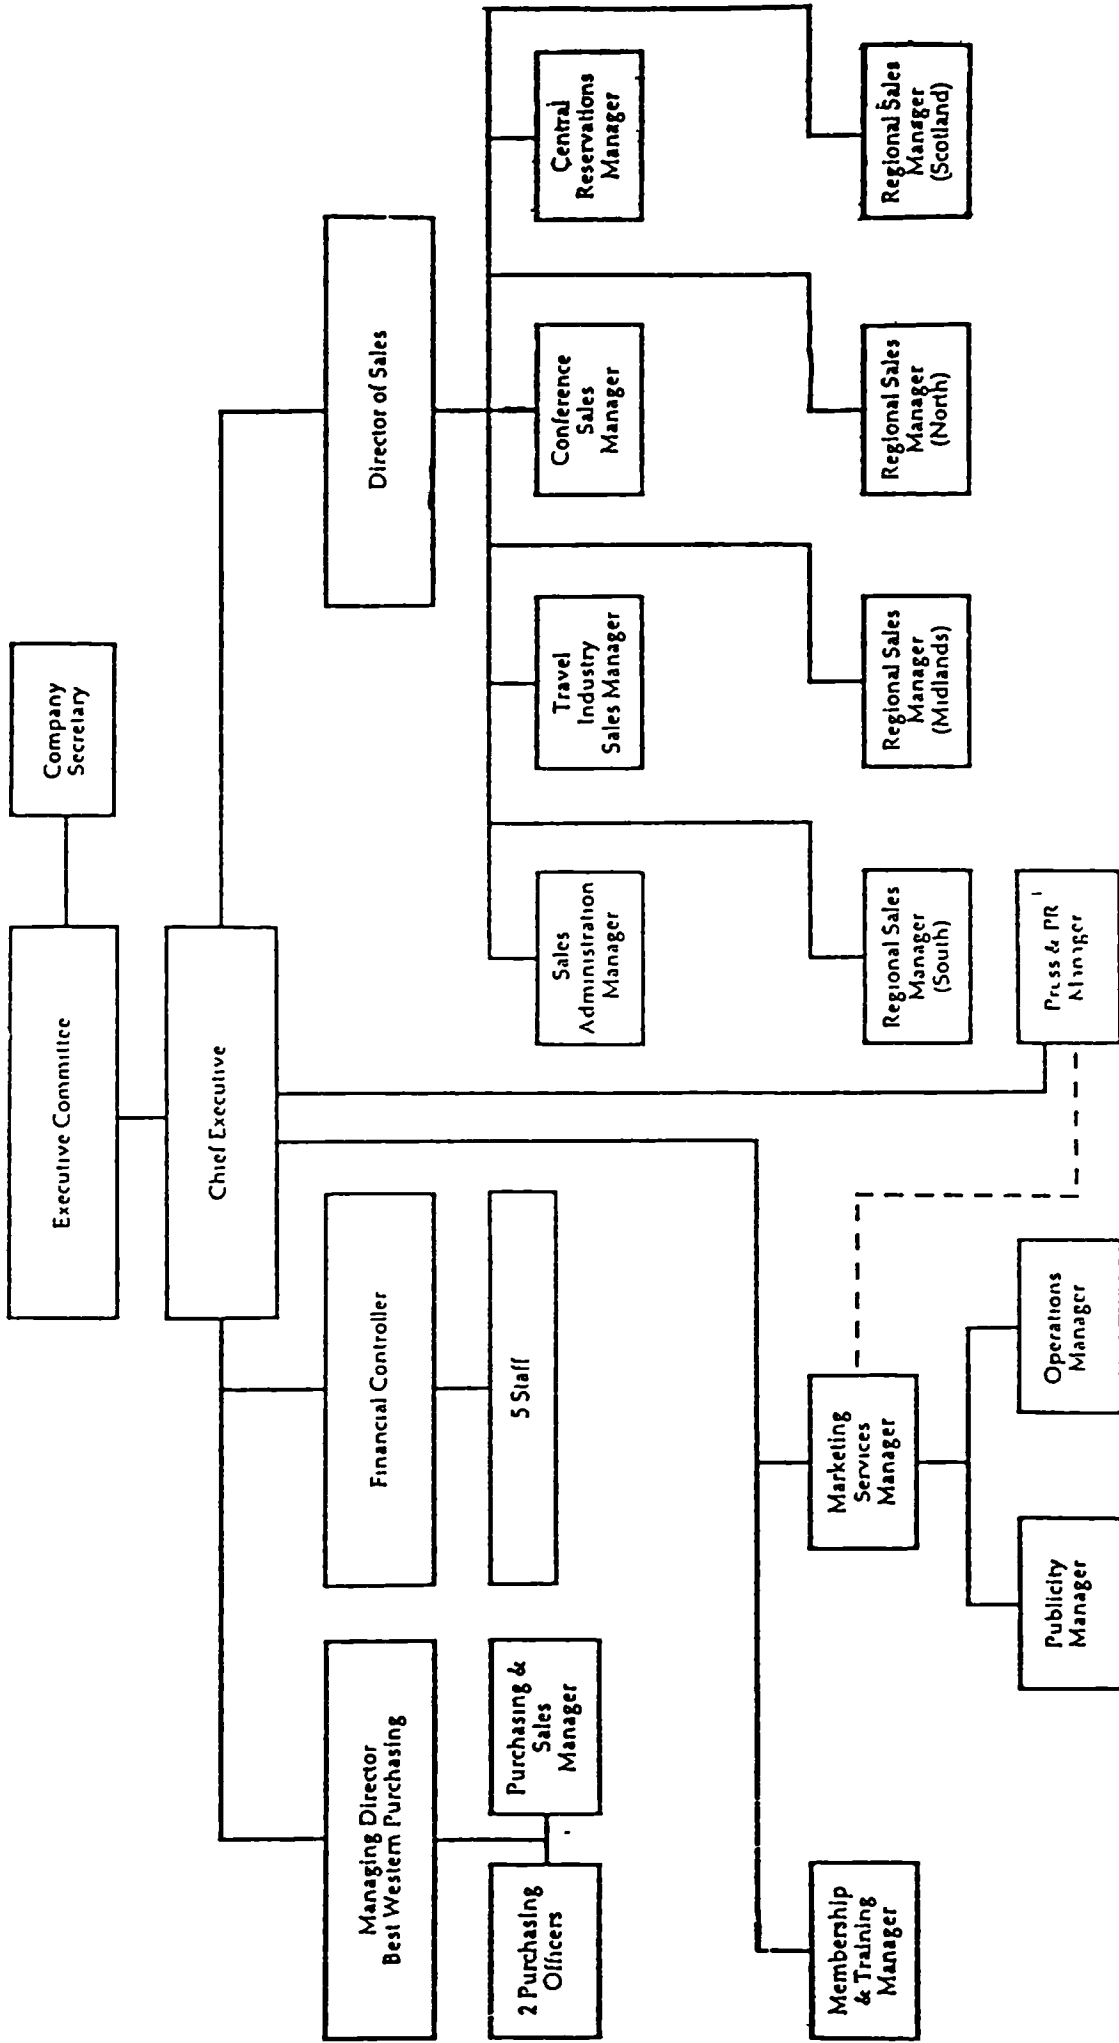 Executive Committee
Company
Secretary
Chief Executive
Managing Director
Best Western Purchasing
Financial Controller
Director of Sales
2 Purchasing
Officers
Purchasing &
Sales
Manager
5 Staff
Sales
Administration
Manager
Travel
Industry
Sales Manager
Conference
Sales
Manager
Central
Reservations
Manager
Membership
& Training
Manager
Marketing
Services
Manager
Regional Sales
Manager
(South)
Regional Sales
Manager
(Midlands)
Regional Sales
Manager
(North)
Regional Sales
Manager
(Scotland)
Publicity
Manager
Operations
Manager
Press & PR
Manager